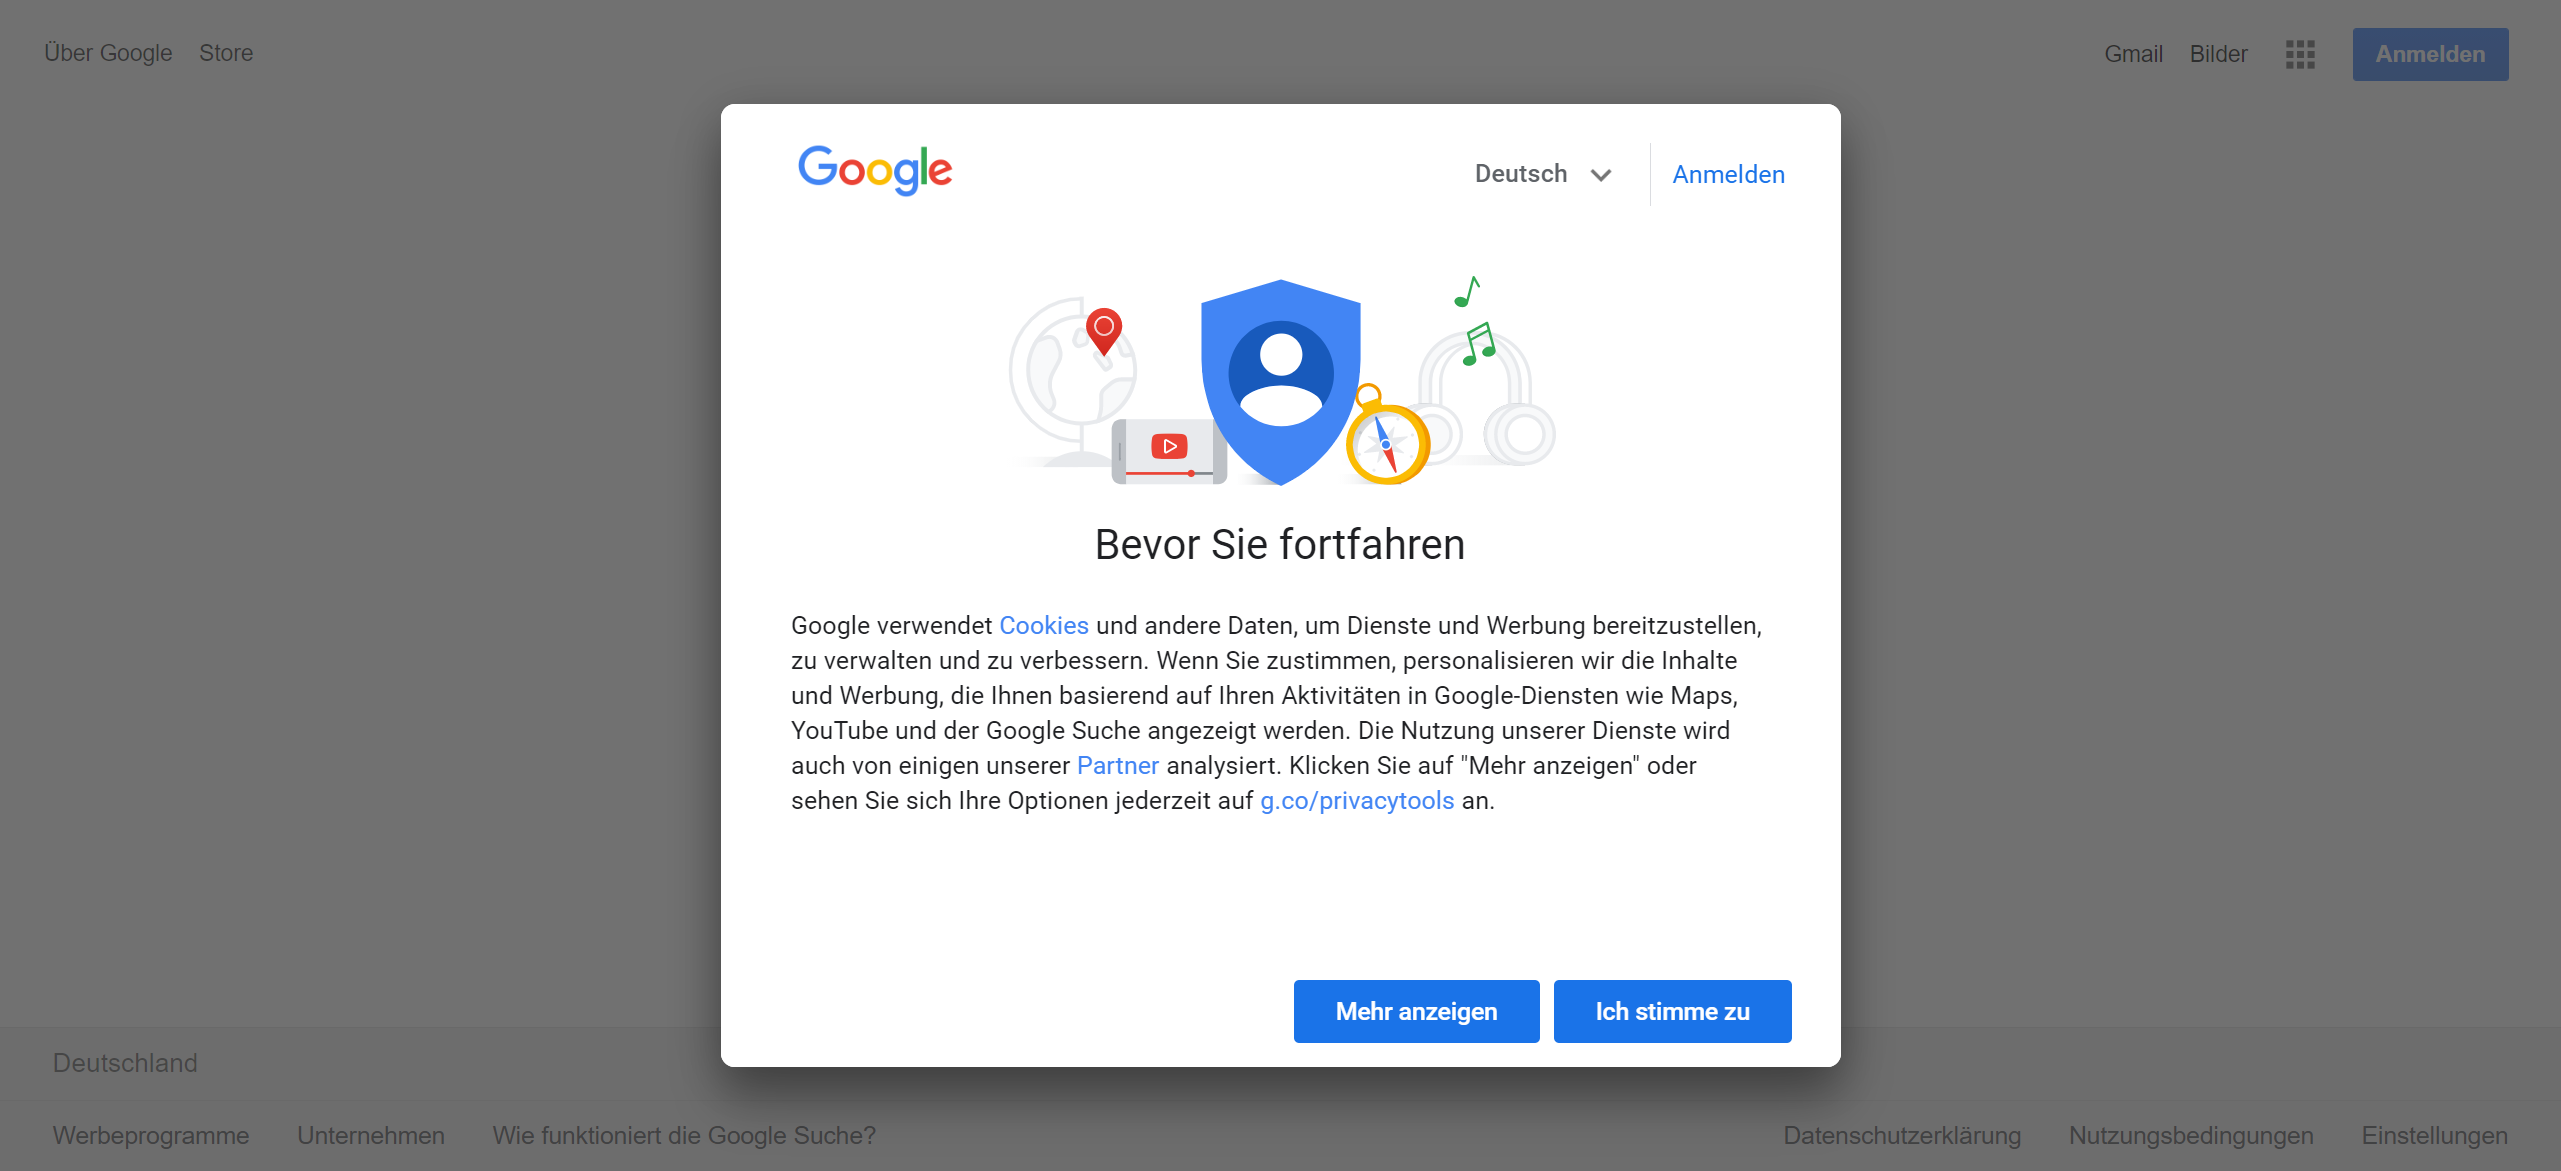 Über Google Store
Gmail Bilder Anmelden
Google
Deutsch Anmelden
Bevor Sie fortfahren
Google verwendet Cookies und andere Daten, um Dienste und Werbung bereitzustellen,
zu verwalten und zu verbessern. Wenn Sie zustimmen, personalisieren wir die Inhalte
und Werbung, die Ihnen basierend auf Ihren Aktivitäten in Google-Diensten wie Maps,
YouTube und der Google Suche angezeigt werden. Die Nutzung unserer Dienste wird
auch von einigen unserer Partner analysiert. Klicken Sie auf "Mehr anzeigen" oder
sehen Sie sich Ihre Optionen jederzeit auf g.co/privacytools an.
Mehr anzeigen Ich stimme zu
Deutschland
Werbeprogramme Unternehmen Wie funktioniert die Google Suche?
Datenschutzerklärung Nutzungsbedingungen Einstellungen